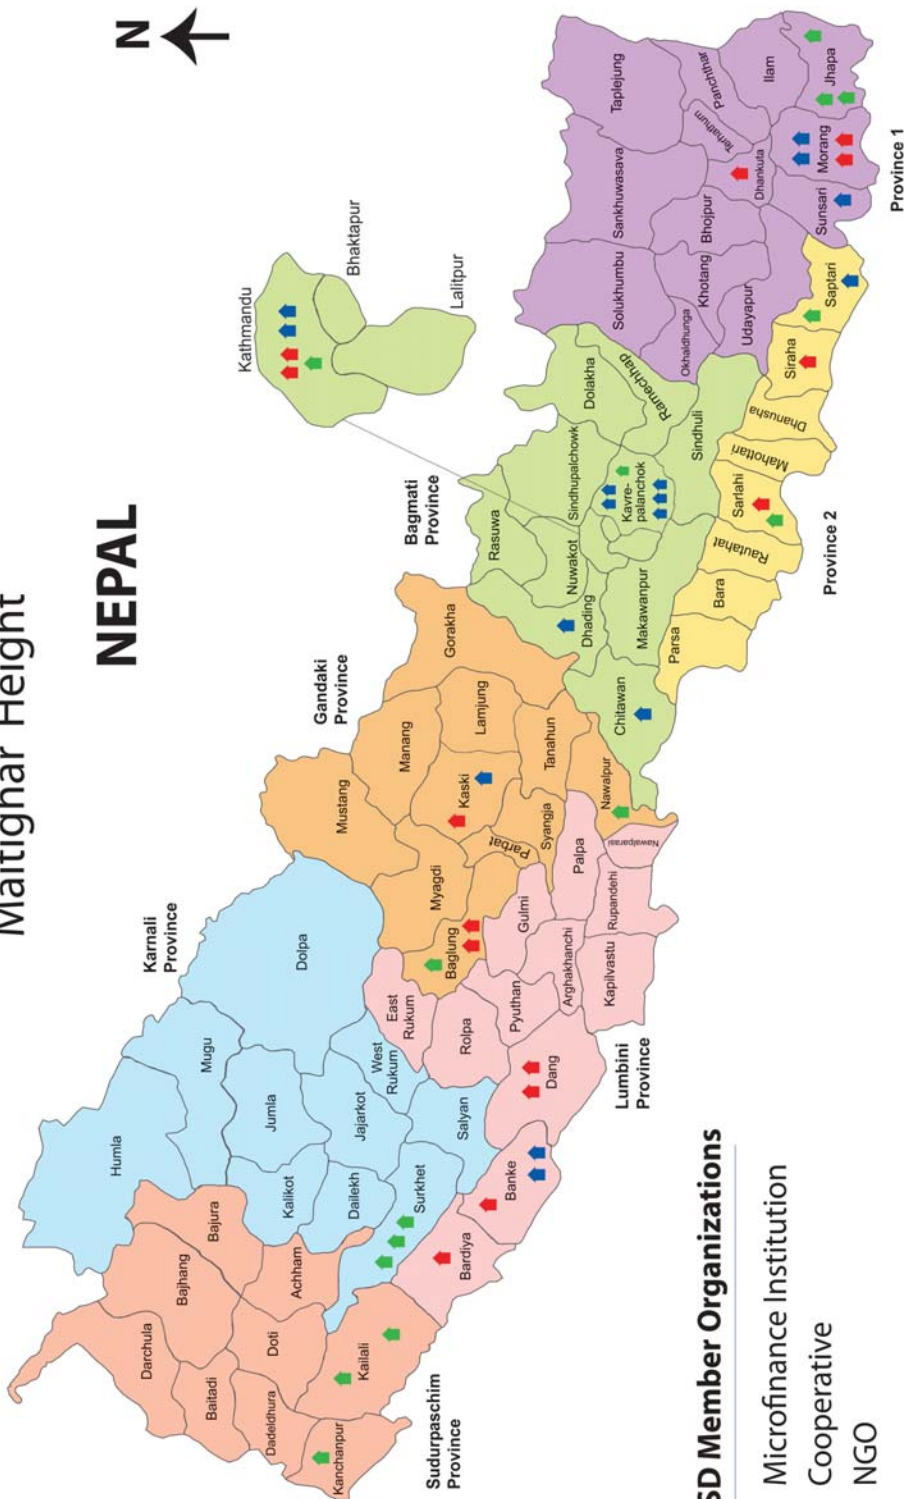 Maitighar Height
NEPAL
N
Sudurpaschim
Province
Karnali
Province
Gandaki
Province
Bagmati
Province
Lumbini
Province
Province 2
Province 1
Darchula
Bajhang
Bajura
Baitadi
Doti
Achham
Dadeldhura
Kanchanpur
Kailali
Humla
Mugu
Dolpa
Jumla
Kalikot
Jajarkot
Dailekh
West
Rukum
Salyan
Surkhet
East
Rukum
Rolpa
Pyuthan
Gulmi
Arghakhanchi
Palpa
Nawalparasi
Rupandehi
Kapilvastu
Dang
Banke
Bardiya
Mustang
Manang
Gorakha
Myagdi
Kaski
Lamjung
Baglung
Parbat
Syangja
Tanahun
Nawalpur
Rasuwa
Nuwakot
Dhading
Sindhupalchowk
Dolakha
Ramechhap
Kavre-
palanchok
Sindhuli
Makawanpur
Chitawan
Kathmandu
Bhaktapur
Lalitpur
Parsa
Bara
Rautahat
Sarlahi
Mahottari
Dhanusha
Siraha
Saptari
Taplejung
Sankhuwasava
Solukhumbu
Panchthar
Terhathum
Ilam
Dhankuta
Bhojpur
Khotang
Okhaldhunga
Udayapur
Sunsari
Morang
Jhapa
SD Member Organizations
Microfinance Institution
Cooperative
NGO